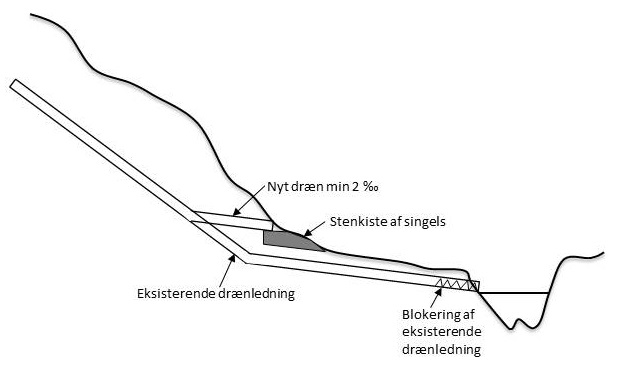 Nyt dræn min 2 ‰
Stenkiste af singels
Eksisterende drænledning
Blokering af
eksisterende
drænledning